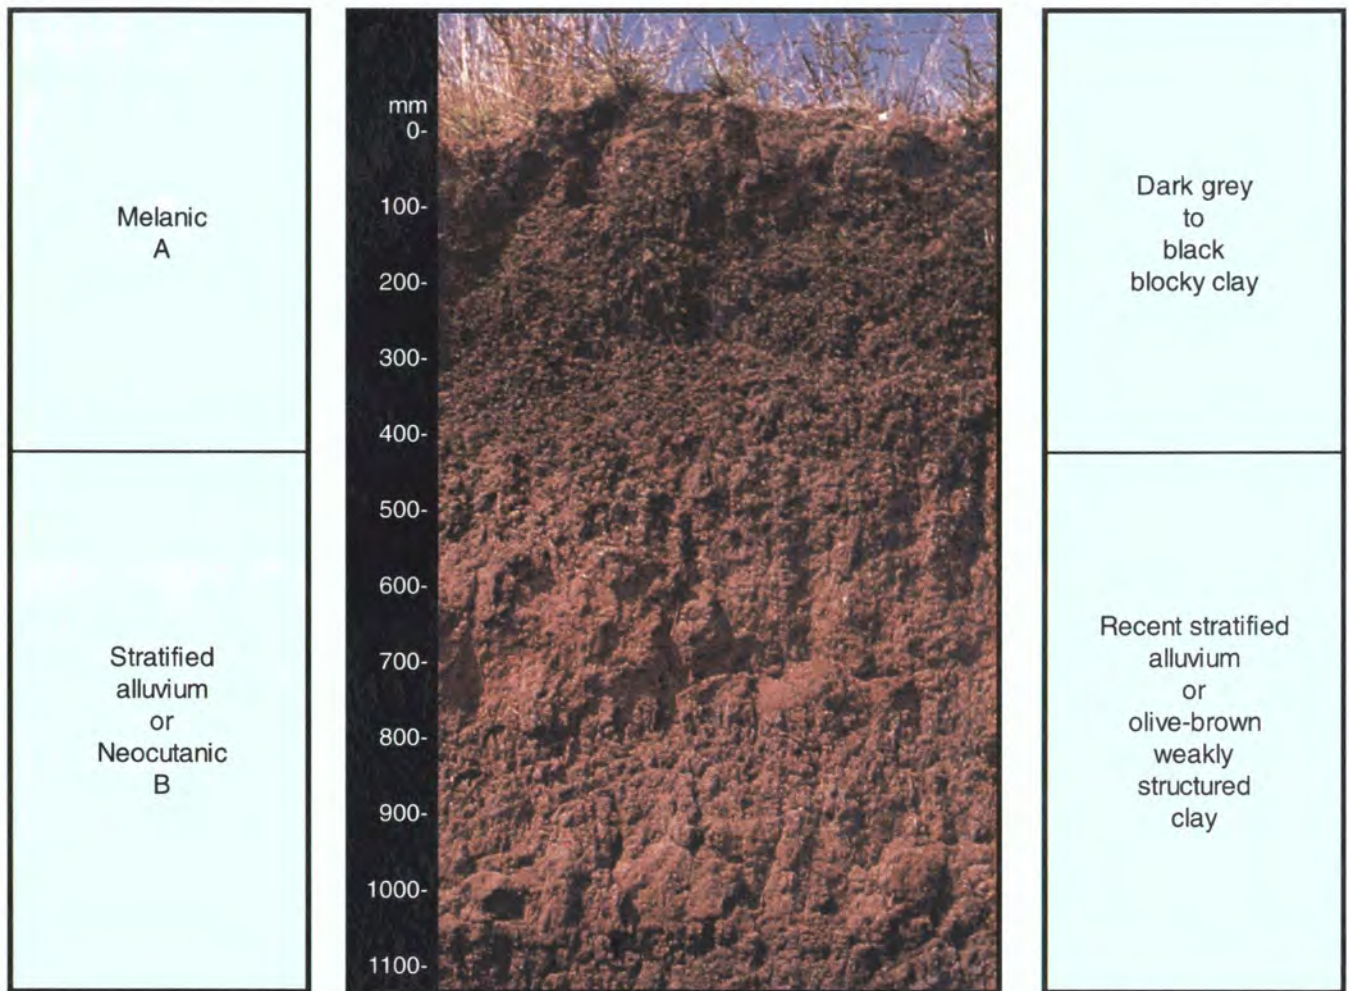 Melanic
A
Stratified
alluvium
or
Neocutanic
B
mm
0-
100-
200-
300-
400-
500-
600-
700-
800-
900-
1000-
1100-
Dark grey
to
black
blocky clay
Recent stratified
alluvium
or
olive-brown
weakly
structured
clay